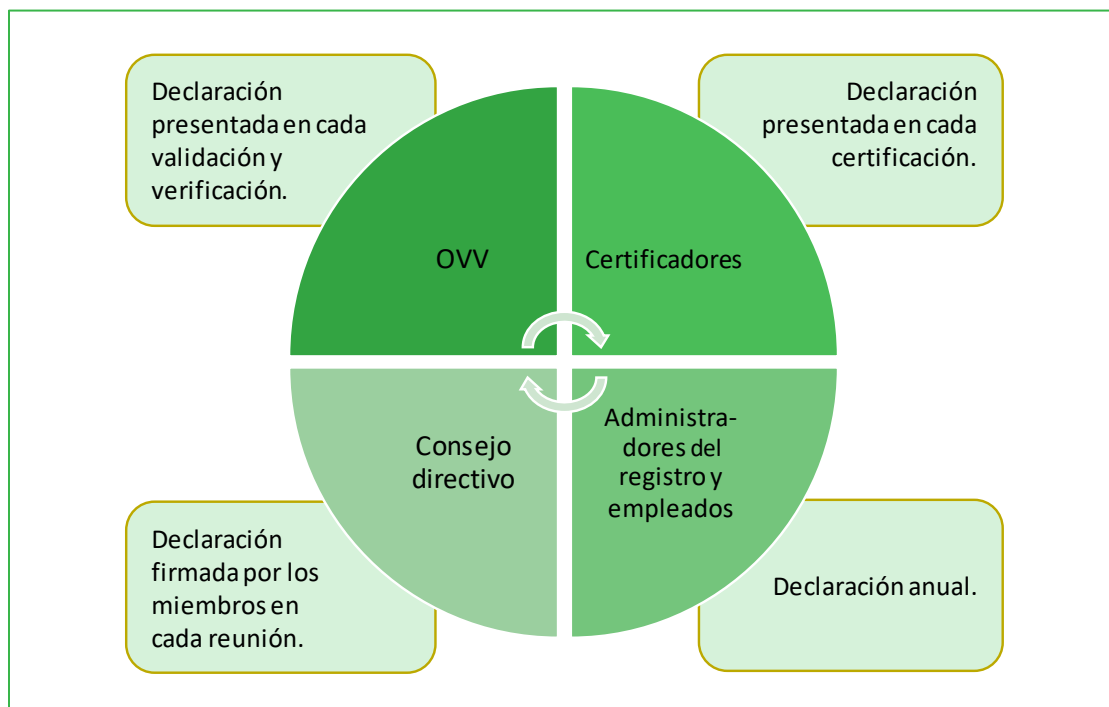 Declaración
presentada en cada
validación y
verificación.
Declaración
presentada en cada
certificación.
OVV
Certificadores
Consejo
directivo
Administra-
dores del
registro y
empleados
Declaración
firmada por los
miembros en
cada reunión.
Declaración anual.